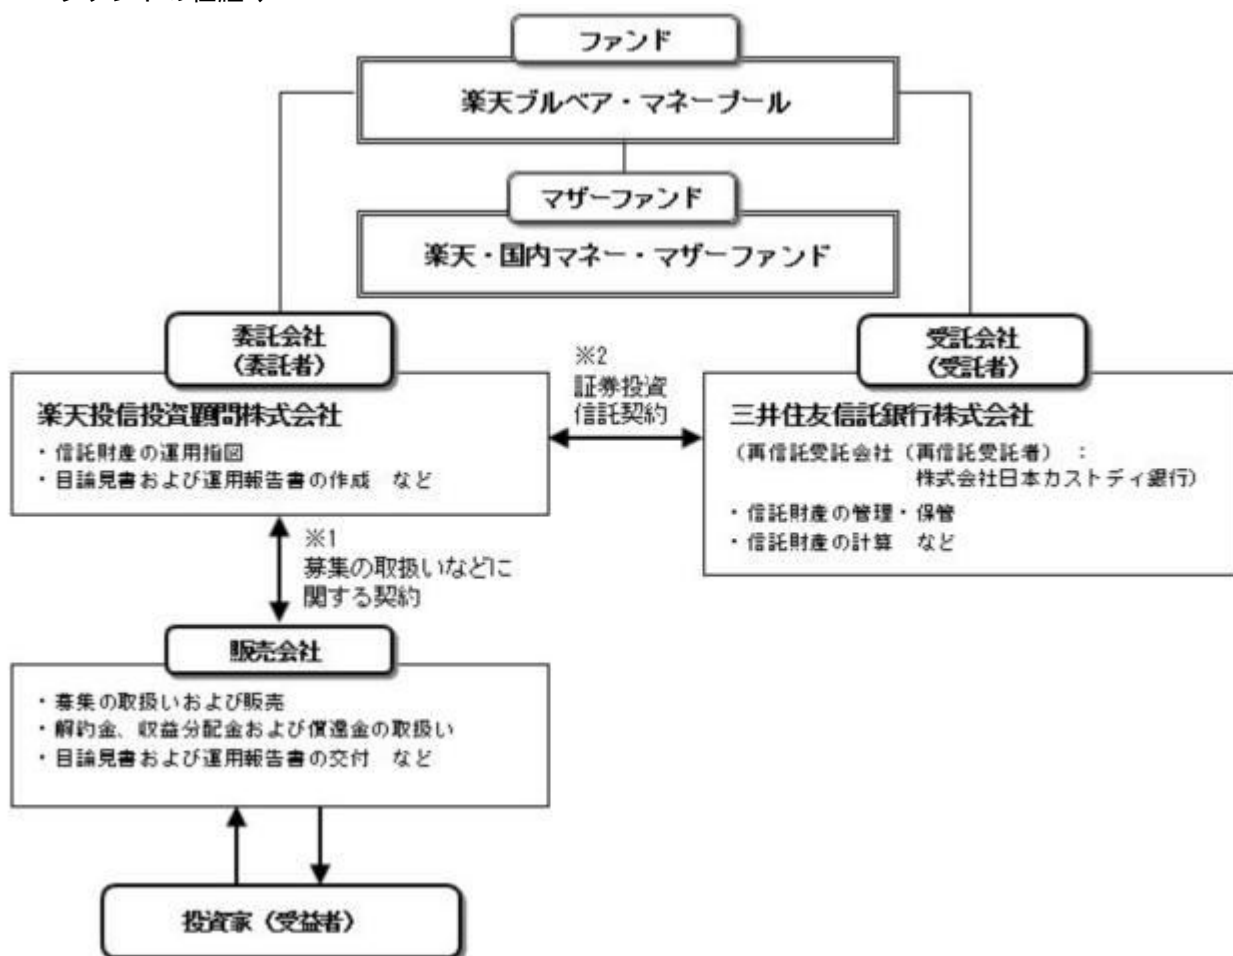 ファンド
楽天ブルベア・マネープール
マザーファンド
楽天・国内マネー・マザーファンド
委託会社
（委託者）
楽天投信投資顧問株式会社
・信託財産の運用指図
・目論見書および運用報告書の作成　など
※2
証券投資
信託契約
受託会社
（受託者）
三井住友信託銀行株式会社
（再信託受託会社（再信託受託者）：
株式会社日本カストディ銀行）
・信託財産の管理・保管
・信託財産の計算　など
※1
募集の取扱いなどに
関する契約
販売会社
・募集の取扱いおよび販売
・解約金、収益分配金および償還金の取扱い
・目論見書および運用報告書の交付　など
投資家（受益者）